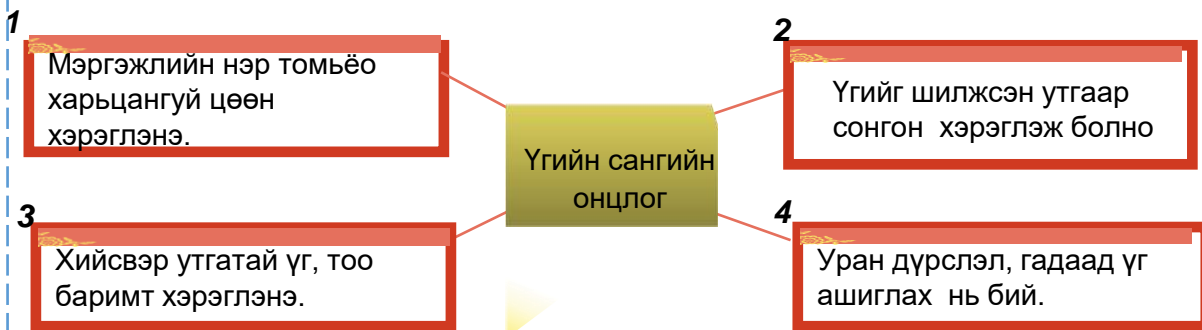 1
Мэргэжлийн нэр томьёо
харьцангуй цөөн
хэрэглэнэ.
2
Үгийг шилжсэн утгаар
сонгон хэрэглэж болно
Үгийн сангийн
онцлог
3
Хийсвэр утгатай үг, тоо
баримт хэрэглэнэ.
4
Уран дүрслэл, гадаад үг
ашиглах нь бий.